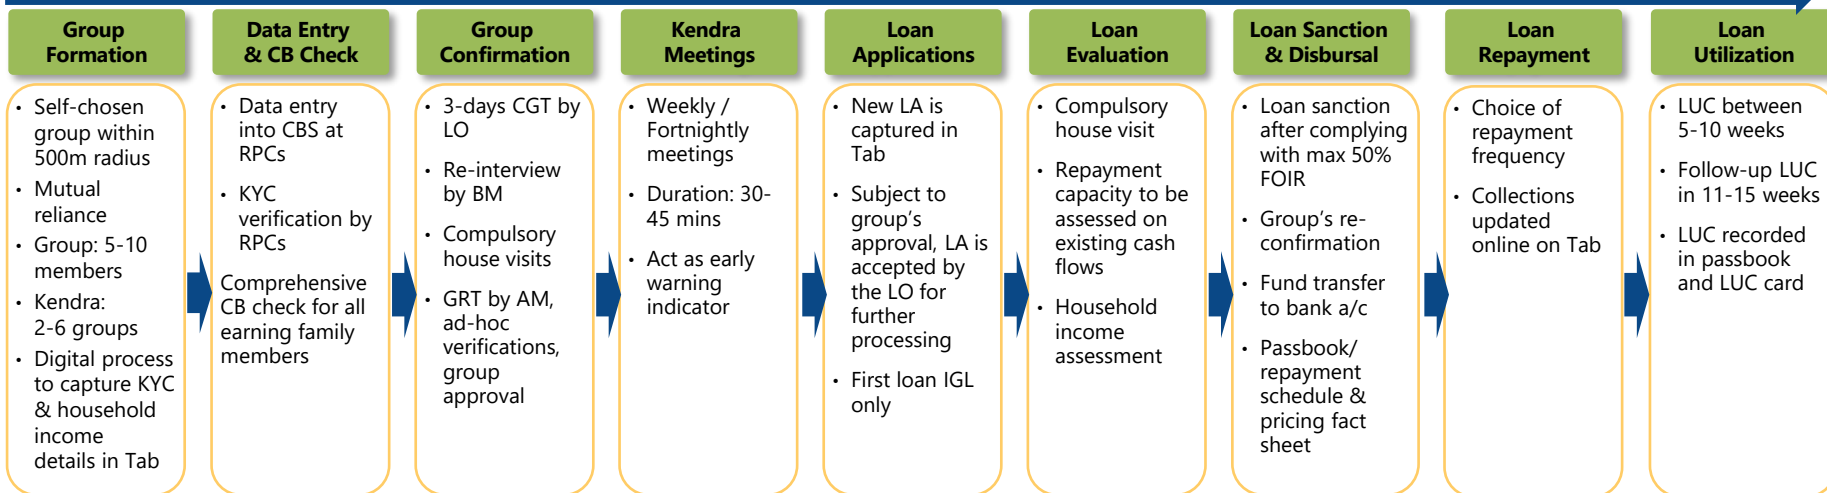 Group
Formation
• Self-chosen
group within
500m radius
• Mutual
reliance
• Group: 5-10
members
• Kendra:
2-6 groups
• Digital process
to capture KYC
& household
income
details in Tab
Data Entry
& CB Check
• Data entry
into CBS at
RPCs
• KYC
verification by
RPCs
Comprehensive
CB check for all
earning family
members
Group
Confirmation
• 3-days CGT by
LO
• Re-interview
by BM
• Compulsory
house visits
• GRT by AM,
ad-hoc
verifications,
group
approval
Kendra
Meetings
• Weekly /
Fortnightly
meetings
• Duration: 30-
45 mins
• Act as early
warning
indicator
Loan
Applications
• New LA is
captured in
Tab
• Subject to
group's
approval, LA is
accepted by
the LO for
further
processing
• First loan IGL
only
Loan
Evaluation
• Compulsory
house visit
• Repayment
capacity to be
assessed on
existing cash
flows
• Household
income
assessment
Loan Sanction
& Disbursal
• Loan sanction
after complying
with max 50%
FOIR
• Group's re-
confirmation
• Fund transfer
to bank a/c
• Passbook/
repayment
schedule &
pricing fact
sheet
Loan
Repayment
• Choice of
repayment
frequency
• Collections
updated
online on Tab
Loan
Utilization
• LUC between
5-10 weeks
• Follow-up LUC
in 11-15 weeks
• LUC recorded
in passbook
and LUC card